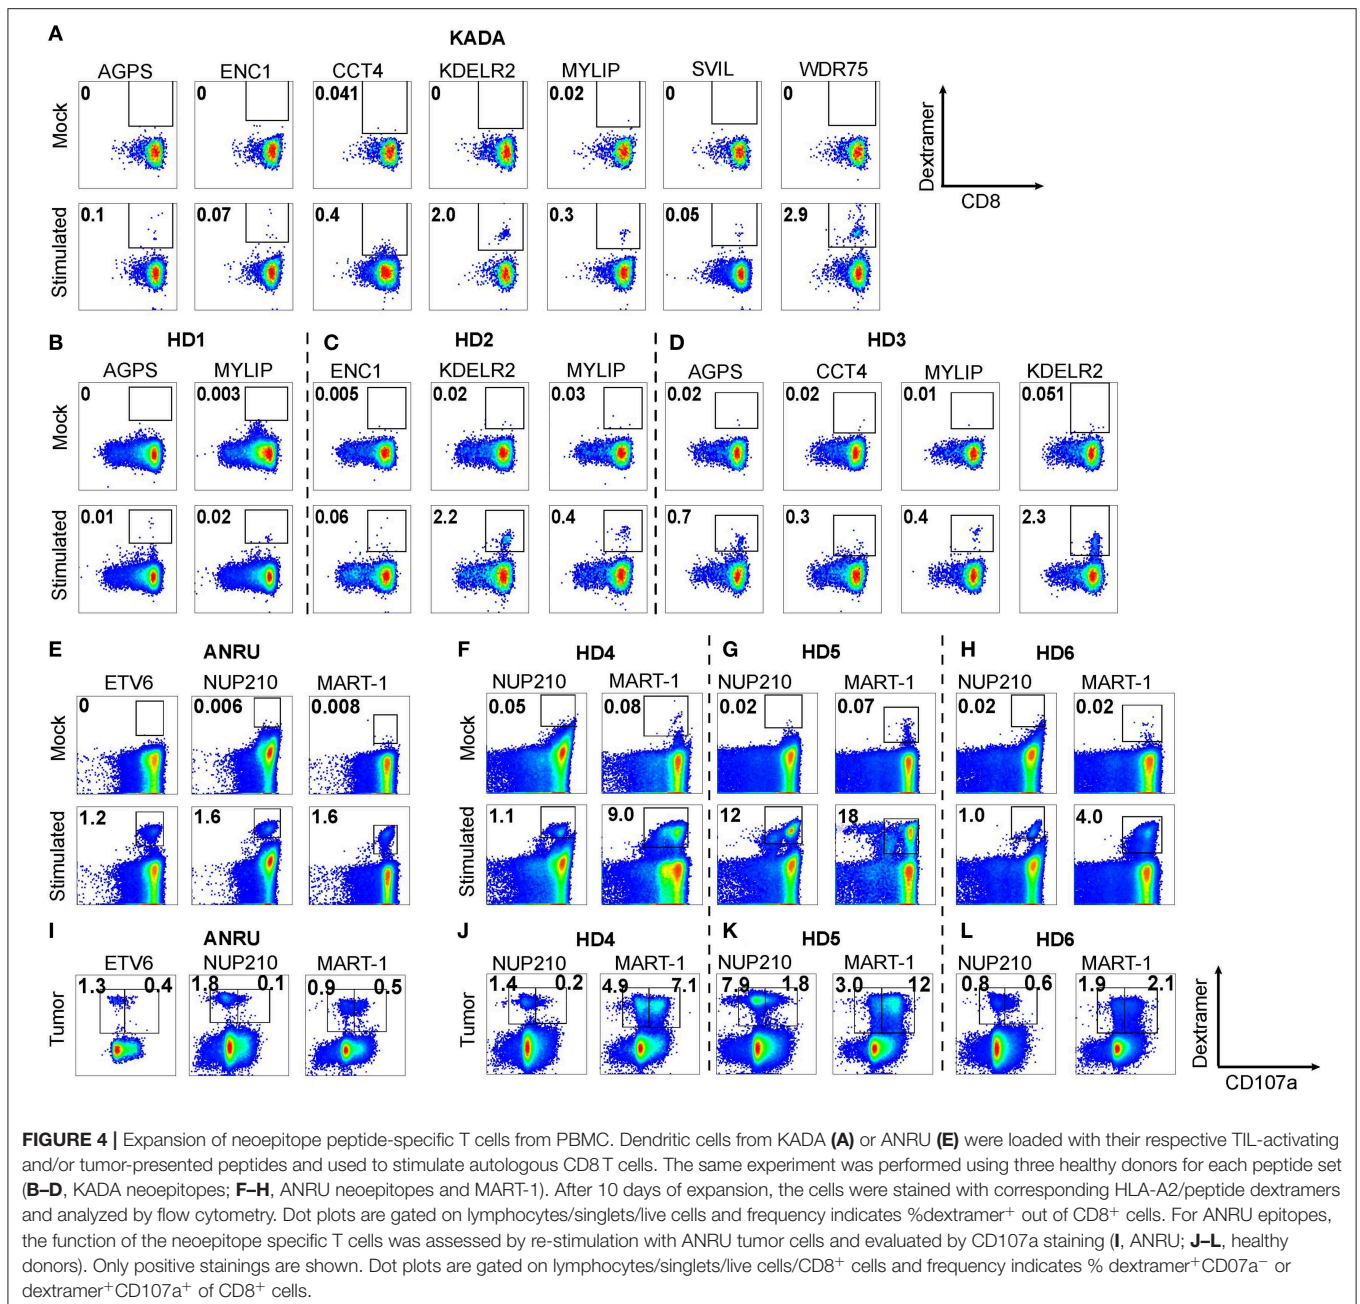 A
KADA
AGPS ENC1 CCT4 KDELR2 MYLIP SVIL WDR75
Mock
0 0 0.041 0 0.02 0 0
Dextramer
CD8
Stimulated
0.1 0.07 0.4 2.0 0.3 0.05 2.9
B HD1 C HD2 D HD3
AGPS MYLIP ENC1 KDELR2 MYLIP AGPS CCT4 MYLIP KDELR2
Mock
0 0.003 0.005 0.02 0.03 0.02 0.02 0.01 0.051
Stimulated
0.01 0.02 0.06 2.2 0.4 0.7 0.3 0.4 2.3
E ANRU F HD4 G HD5 H HD6
ETV6 NUP210 MART-1 NUP210 MART-1 NUP210 MART-1 NUP210 MART-1
Mock
0 0.006 0.008 0.05 0.08 0.02 0.07 0.02 0.02
Stimulated
1.2 1.6 1.6 1.1 9.0 12 18 1.0 4.0
I ANRU J HD4 K HD5 L HD6
ETV6 NUP210 MART-1 NUP210 MART-1 NUP210 MART-1 NUP210 MART-1
Tumor Tumor
1.3 0.4 1.8 0.1 0.9 0.5 1.4 0.2 4.9 7.1 7.9 1.8 3.0 12 0.8 0.6 1.9 2.1
Dextramer
CD107a
FIGURE 4 | Expansion of neoepitope peptide-specific T cells from PBMC. Dendritic cells from KADA (A) or ANRU (E) were loaded with their respective TIL-activating
and/or tumor-presented peptides and used to stimulate autologous CD8 T cells. The same experiment was performed using three healthy donors for each peptide set
(B–D, KADA neoepitopes; F–H, ANRU neoepitopes and MART-1). After 10 days of expansion, the cells were stained with corresponding HLA-A2/peptide dextramers
and analyzed by flow cytometry. Dot plots are gated on lymphocytes/singlets/live cells and frequency indicates %dextramer⁺ out of CD8⁺ cells. For ANRU epitopes,
the function of the neoepitope specific T cells was assessed by re-stimulation with ANRU tumor cells and evaluated by CD107a staining (I, ANRU; J–L, healthy
donors). Only positive stainings are shown. Dot plots are gated on lymphocytes/singlets/live cells/CD8⁺ cells and frequency indicates % dextramer⁺CD07a⁻ or
dextramer⁺CD107a⁺ of CD8⁺ cells.